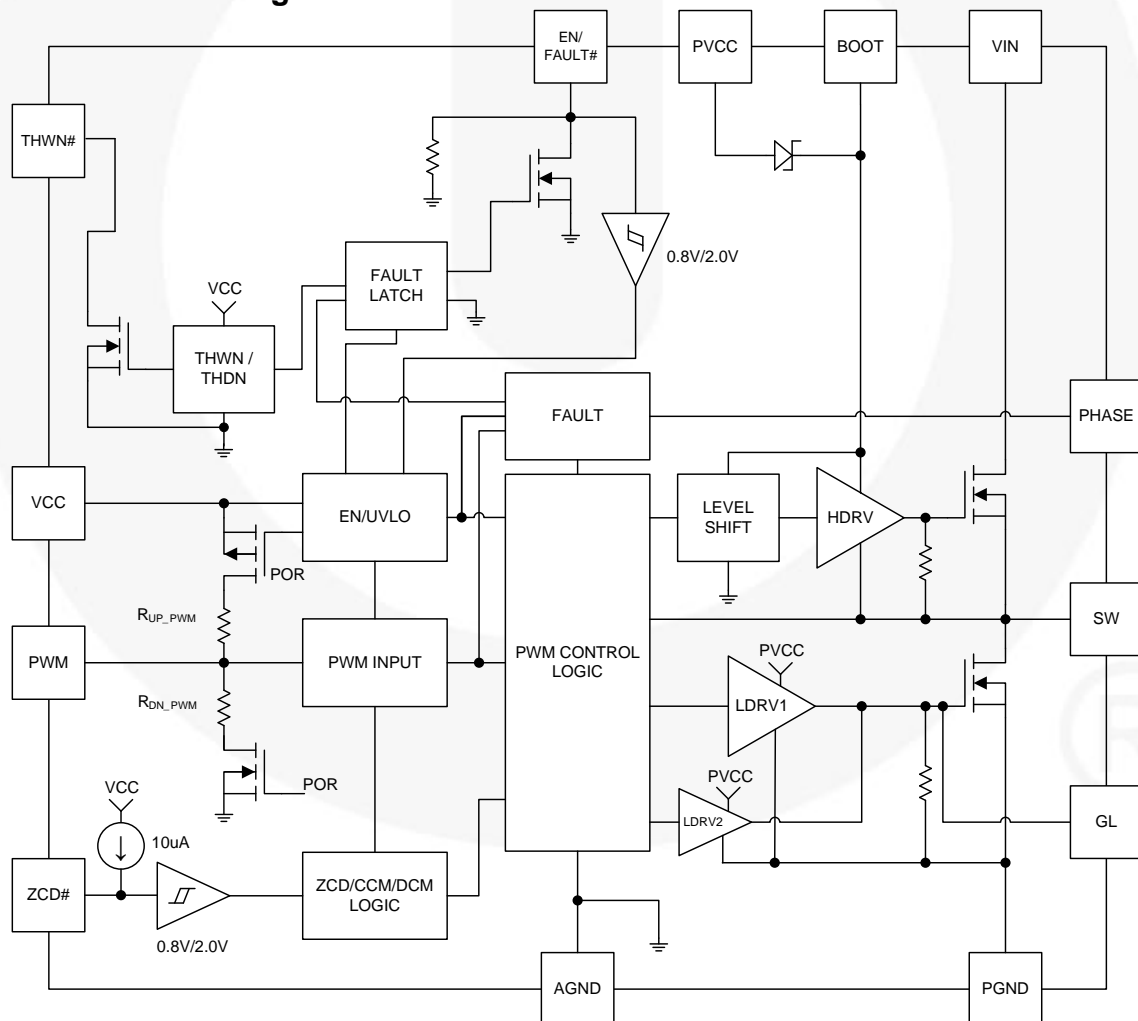 EN/
FAULT#
PVCC
BOOT
VIN
THWN#
0.8V/2.0V
FAULT
LATCH
VCC
THWN /
THDN
FAULT
PHASE
VCC
EN/UVLO
LEVEL
SHIFT
HDRV
POR
RUP_PWM
PWM
PWM INPUT
PWM CONTROL
LOGIC
SW
PVCC
LDRV1
RDN_PWM
POR
VCC
PVCC
LDRV2
GL
10uA
ZCD#
ZCD/CCM/DCM
LOGIC
0.8V/2.0V
AGND
PGND